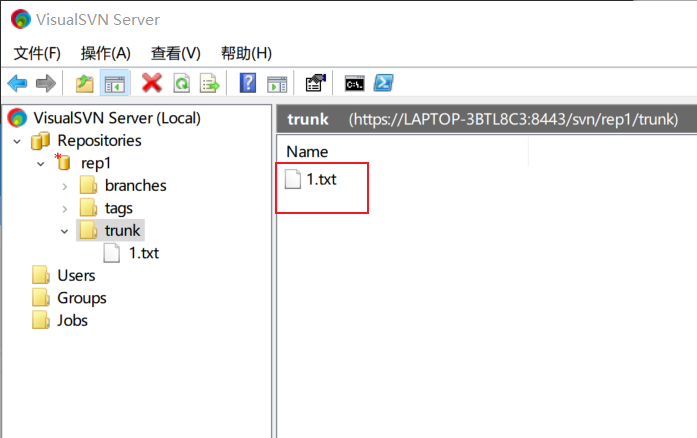 VisualSVN Server
文件(F) 操作(A) 查看(V) 帮助(H)
VisualSVN Server (Local)
Repositories
rep1
branches
tags
trunk
1.txt
Users
Groups
Jobs
trunk (https://LAPTOP-3BTL8C3:8443/svn/rep1/trunk)
Name
1.txt